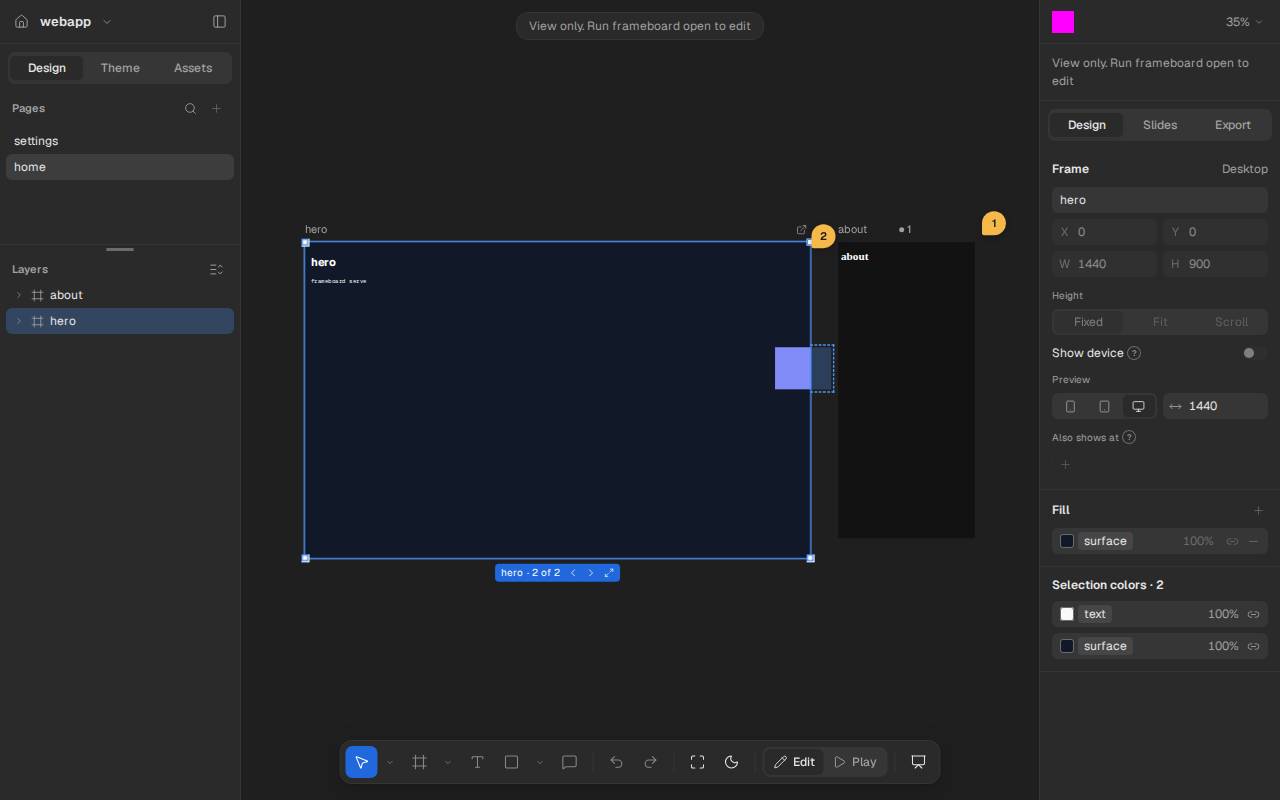 webapp
Design
Theme
Assets
Pages
settings
home
Layers
about
hero
View only. Run frameboard open to edit
hero
2
about
1
1
hero
frameboard serve
about
hero · 2 of 2
Edit
Play
35%
View only. Run frameboard open to
edit
Design
Slides
Export
Frame
Desktop
hero
X 0
Y 0
W 1440
H 900
Height
Fixed
Fit
Scroll
Show device ?
Preview
1440
Also shows at ?
Fill
surface
100%
Selection colors · 2
text
100%
surface
100%